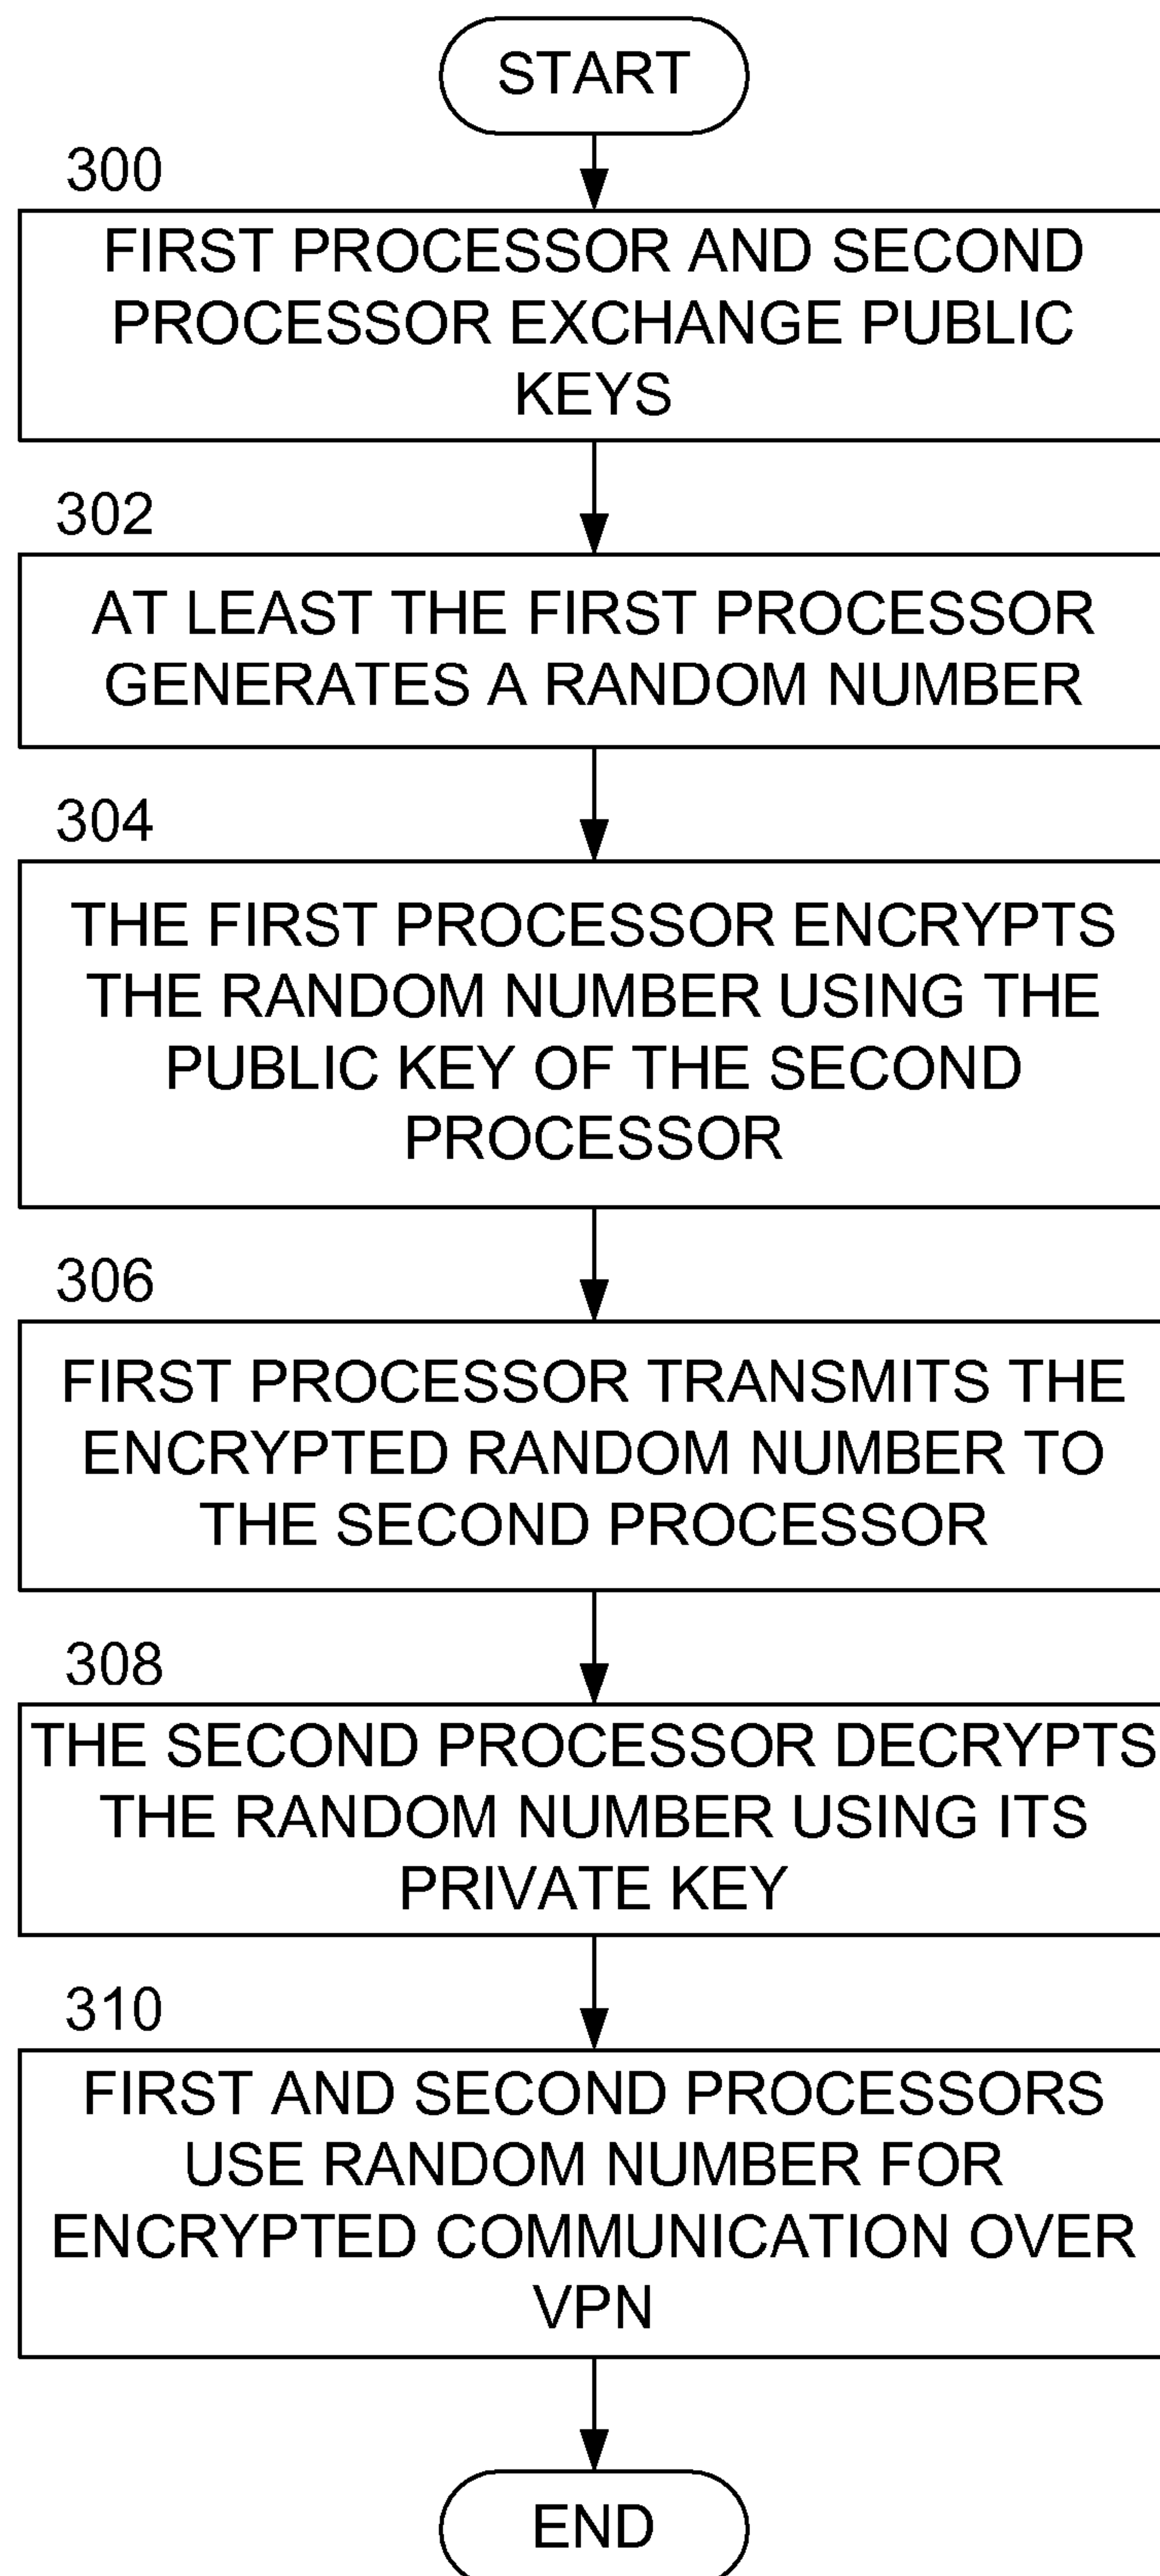 START
300
FIRST PROCESSOR AND SECOND
PROCESSOR EXCHANGE PUBLIC
KEYS
302
AT LEAST THE FIRST PROCESSOR
GENERATES A RANDOM NUMBER
304
THE FIRST PROCESSOR ENCRYPTS
THE RANDOM NUMBER USING THE
PUBLIC KEY OF THE SECOND
PROCESSOR
306
FIRST PROCESSOR TRANSMITS THE
ENCRYPTED RANDOM NUMBER TO
THE SECOND PROCESSOR
308
THE SECOND PROCESSOR DECRYPTS
THE RANDOM NUMBER USING ITS
PRIVATE KEY
310
FIRST AND SECOND PROCESSORS
USE RANDOM NUMBER FOR
ENCRYPTED COMMUNICATION OVER
VPN
END